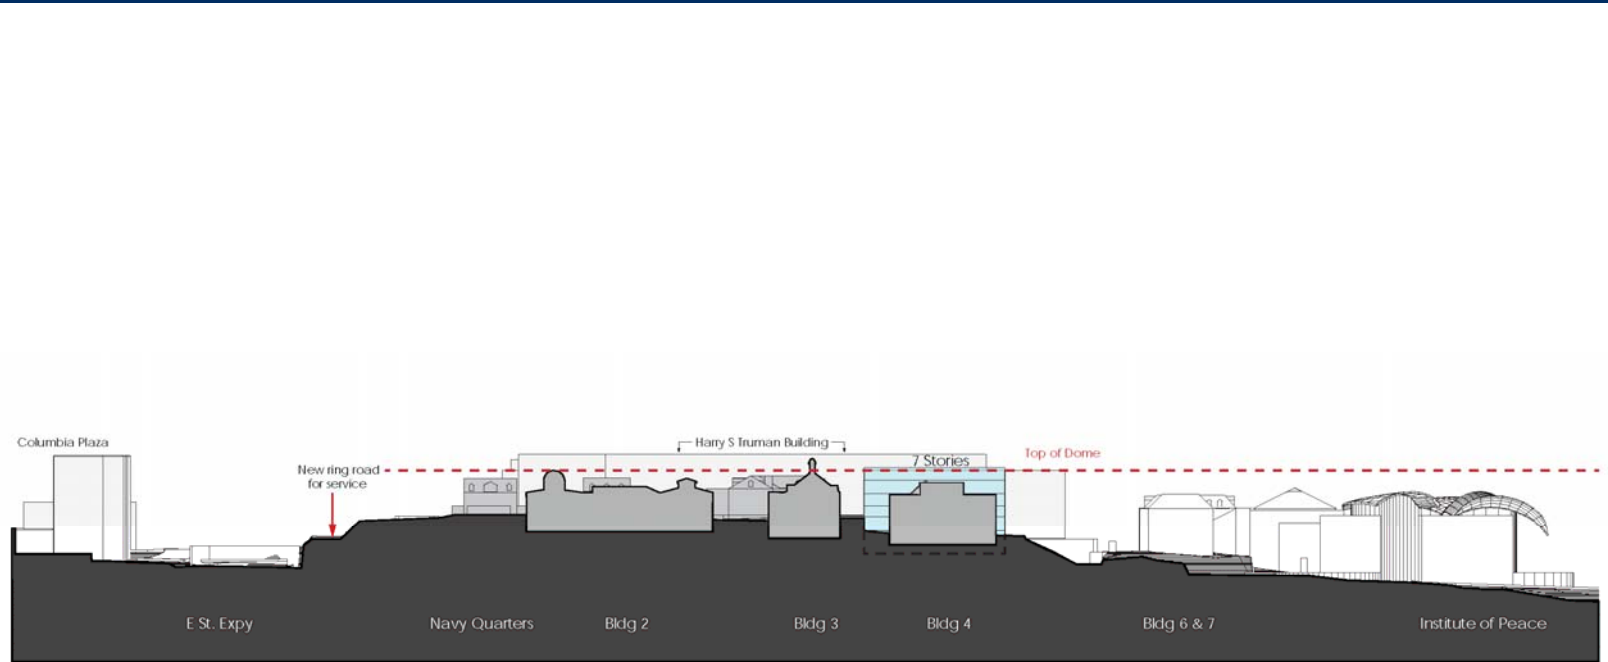 Columbia Plaza
Harry S Truman Building
7 Stories
Top of Dome
New ring road
for service
E St. Expy
Navy Quarters
Bldg 2
Bldg 3
Bldg 4
Bldg 6 & 7
Institute of Peace